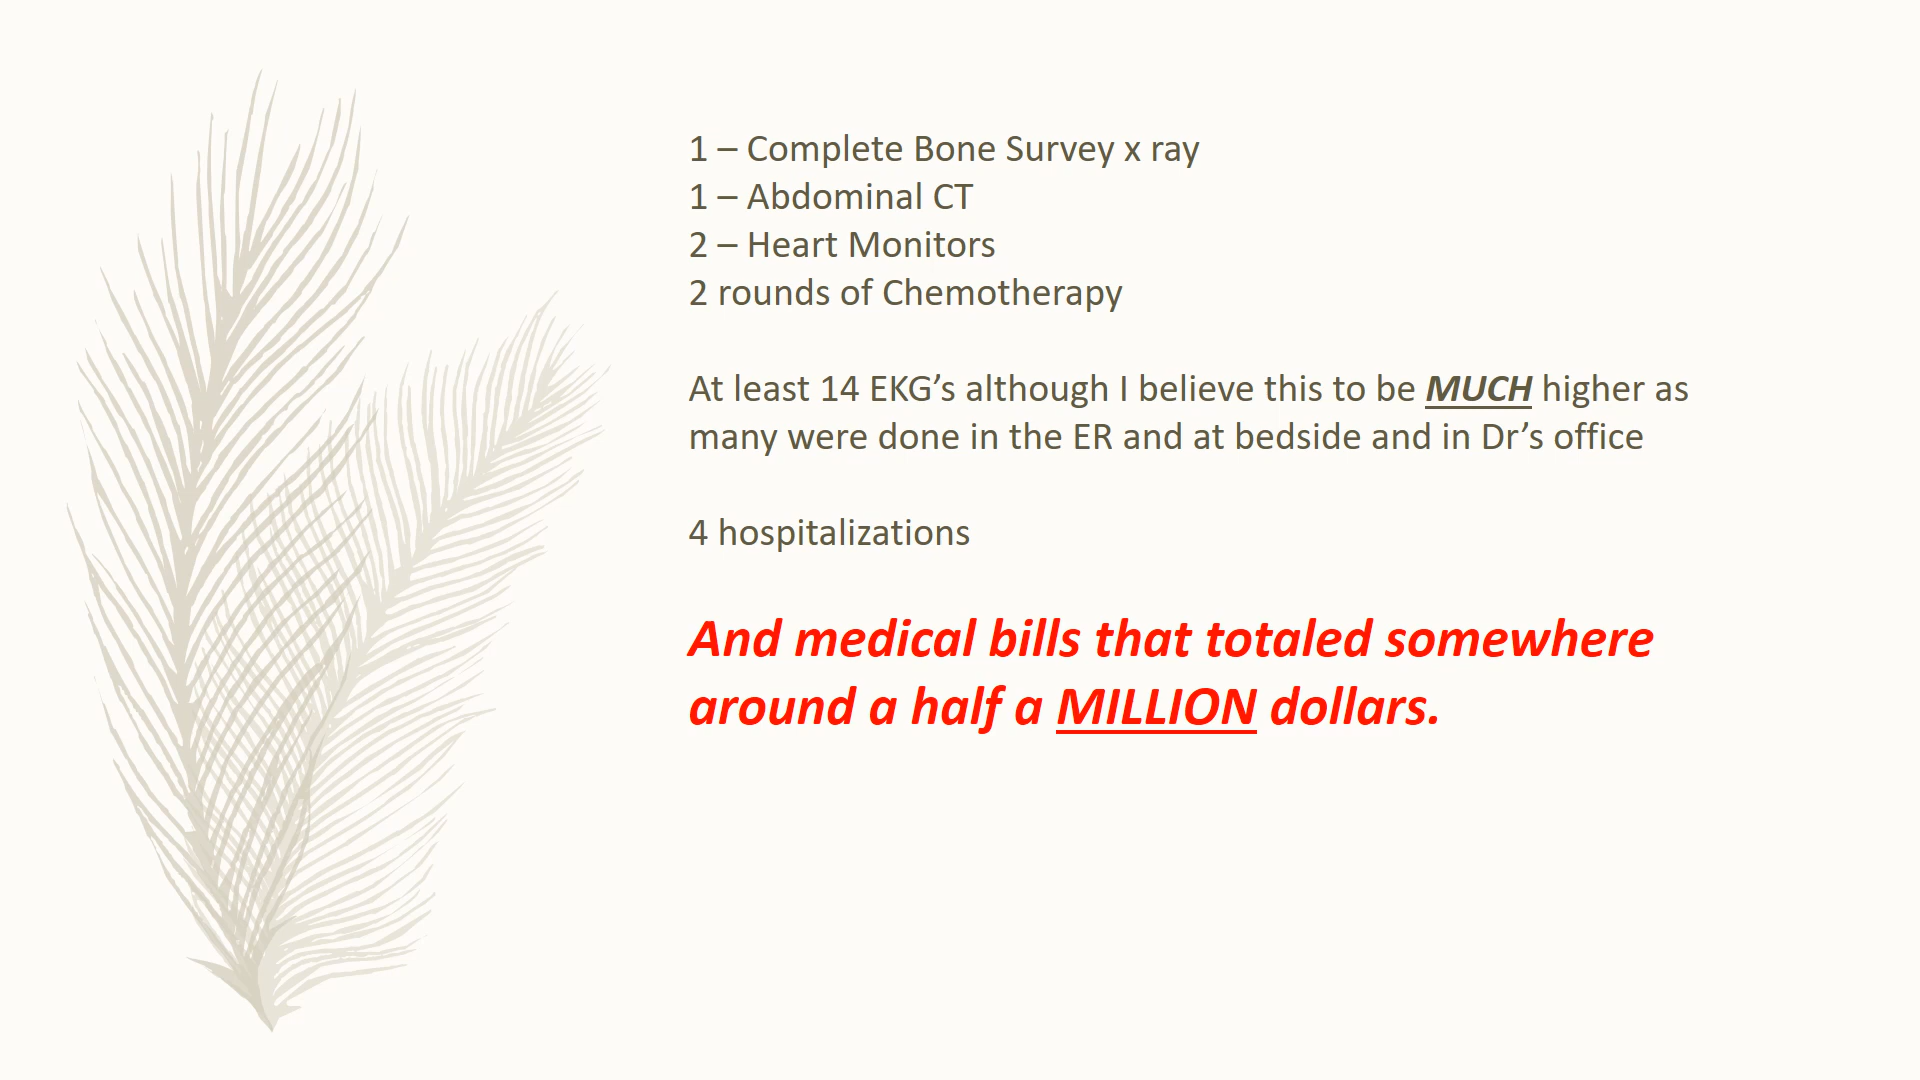 1 – Complete Bone Survey x ray
1 – Abdominal CT
2 – Heart Monitors
2 rounds of Chemotherapy
At least 14 EKG’s although I believe this to be MUCH higher as
many were done in the ER and at bedside and in Dr’s office
4 hospitalizations
And medical bills that totaled somewhere
around a half a MILLION dollars.